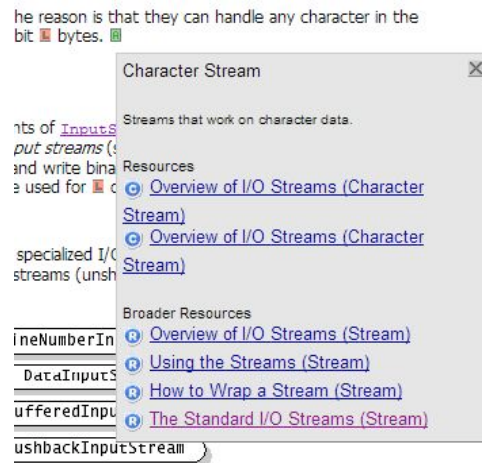 he reason is that they can handle any character in the
bit L bytes. R
Character Stream
Streams that work on character data.
nts of InputS
put streams (s
and write bina
e used for L c
Resources
C Overview of I/O Streams (Character
Stream)
C Overview of I/O Streams (Character
Stream)
specialized I/O
streams (unsh
Broader Resources
R Overview of I/O Streams (Stream)
R Using the Streams (Stream)
R How to Wrap a Stream (Stream)
R The Standard I/O Streams (Stream)
ineNumberIn
DataInputS
ufferedInpu
ushbackInputStream